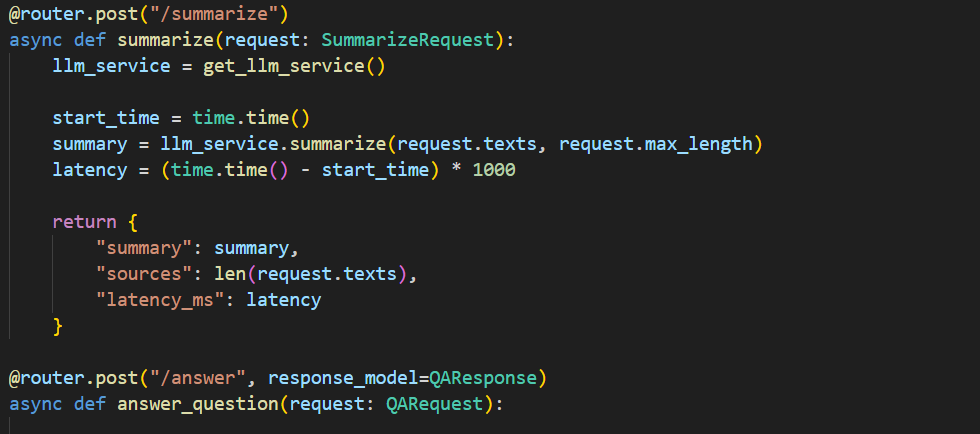 @router.post("/summarize")
async def summarize(request: SummarizeRequest):
    llm_service = get_llm_service()

    start_time = time.time()
    summary = llm_service.summarize(request.texts, request.max_length)
    latency = (time.time() - start_time) * 1000

    return {
        "summary": summary,
        "sources": len(request.texts),
        "latency_ms": latency
    }

@router.post("/answer", response_model=QAResponse)
async def answer_question(request: QARequest):